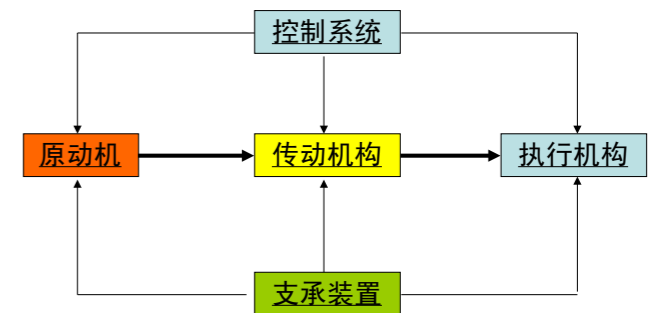 控制系统
原动机
传动机构
执行机构
支承装置